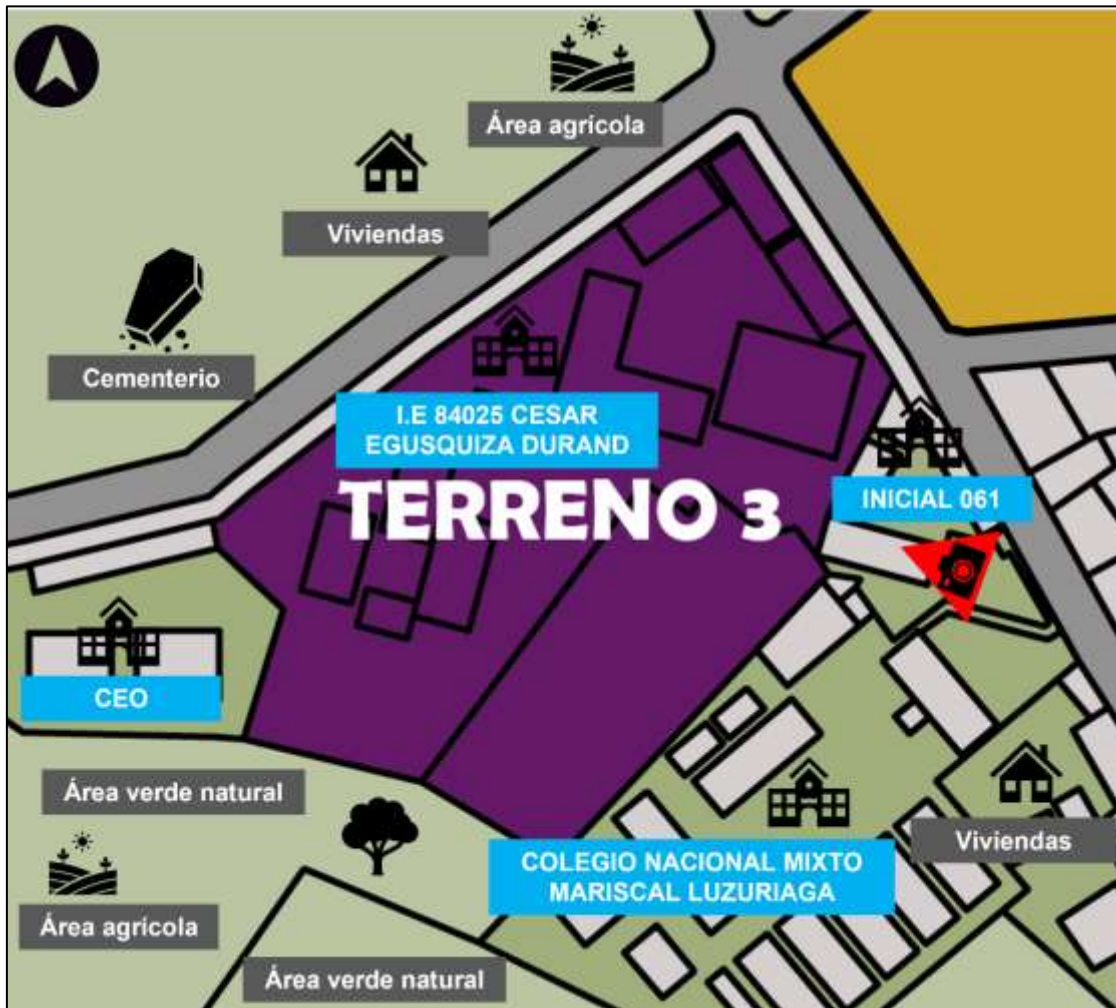 Área agrícola
Viviendas
Cementerio
I.E 84025 CESAR
EGUSQUIZA DURAND
TERRENO 3
INICIAL 061
CEO
Área verde natural
Viviendas
COLEGIO NACIONAL MIXTO
MARISCAL LUZURIAGA
Área agrícola
Área verde natural